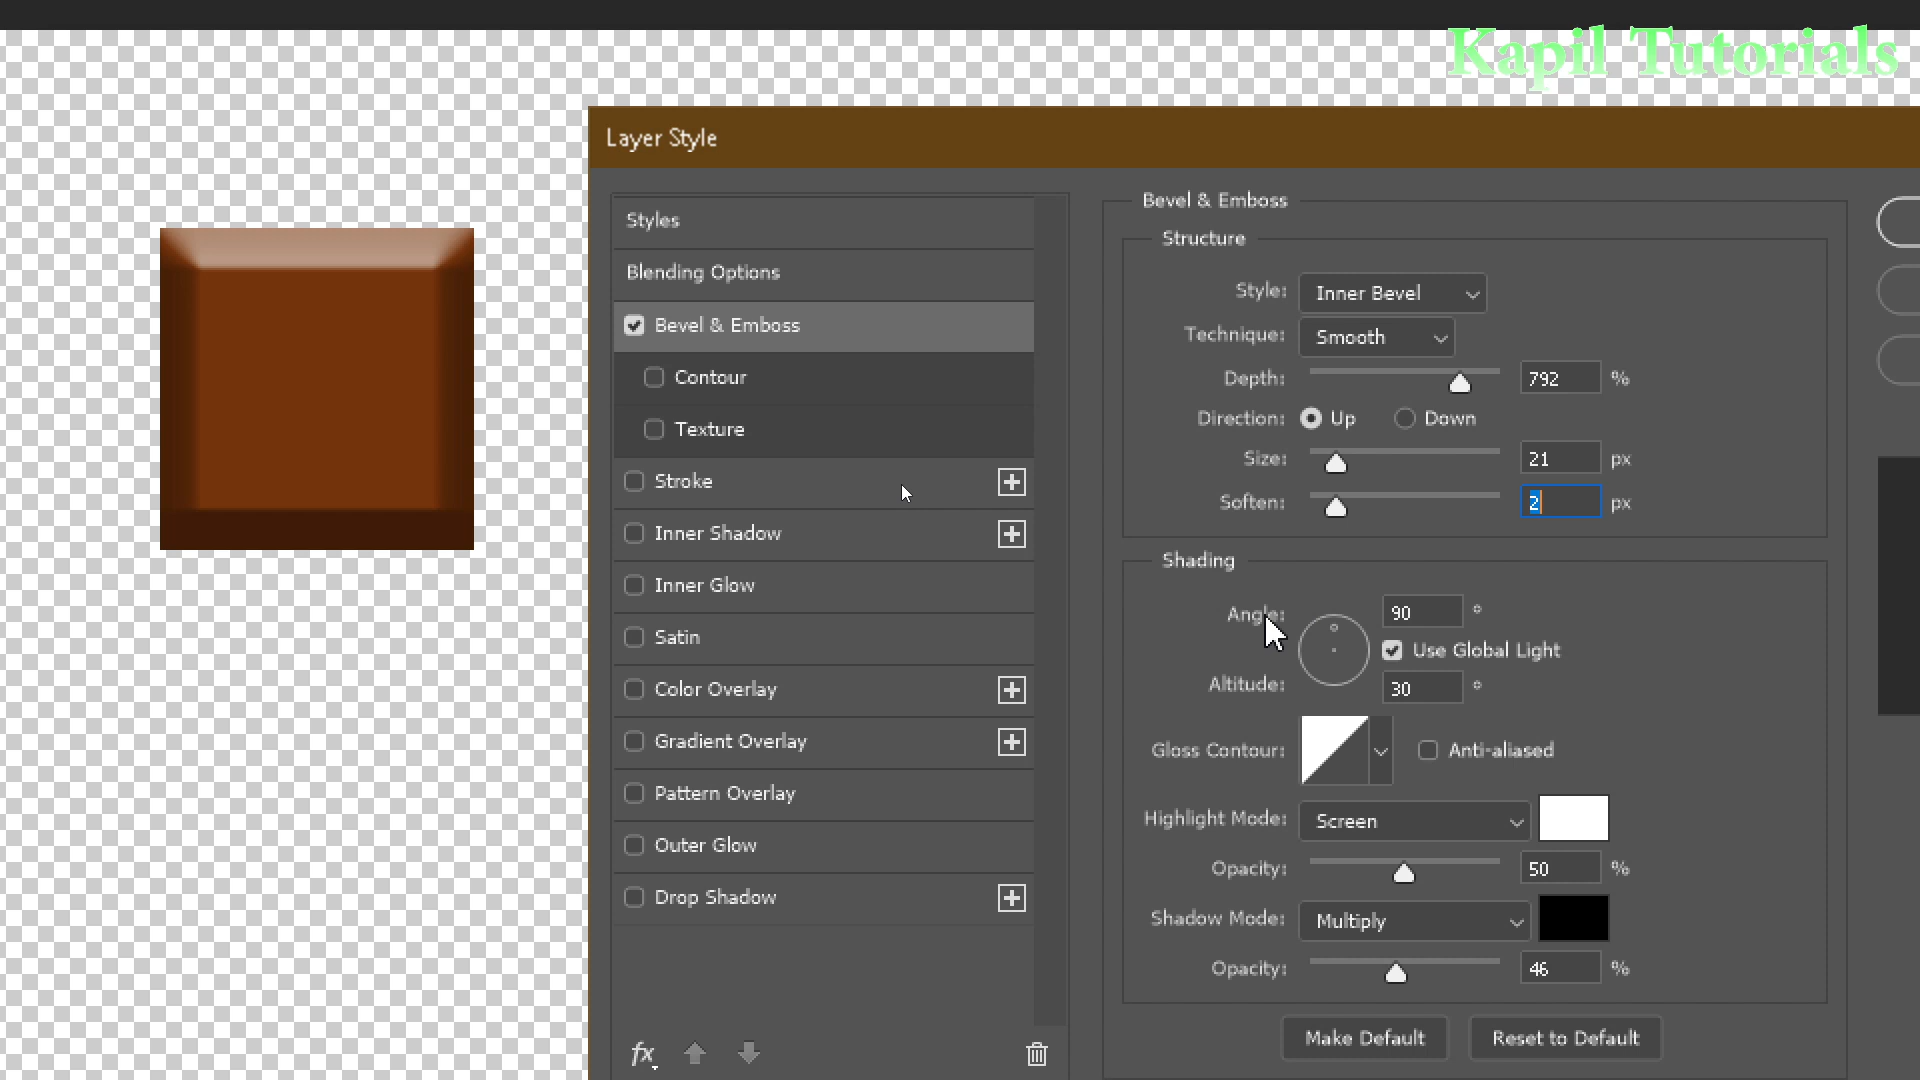 Kapil Tutorials
Layer Style
Styles
Blending Options
Bevel & Emboss
Contour
Texture
Stroke
Inner Shadow
Inner Glow
Satin
Color Overlay
Gradient Overlay
Pattern Overlay
Outer Glow
Drop Shadow
fx
Bevel & Emboss
Structure
Style: Inner Bevel
Technique: Smooth
Depth: 792 %
Direction: Up Down
Size: 21 px
Soften: 2 px
Shading
Angle: 90 °
Use Global Light
Altitude: 30 °
Gloss Contour: Anti-aliased
Highlight Mode: Screen
Opacity: 50 %
Shadow Mode: Multiply
Opacity: 46 %
Make Default Reset to Default